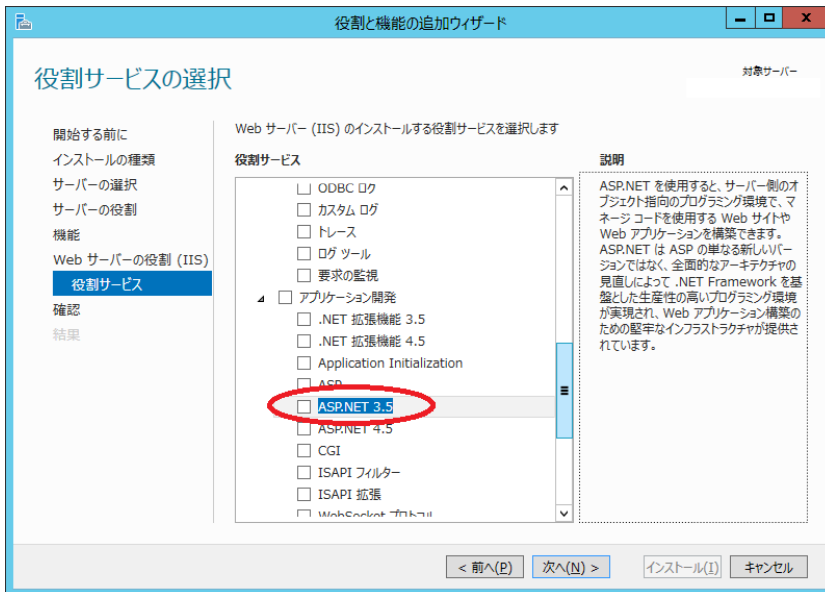 役割と機能の追加ウィザード
役割サービスの選択
対象サーバー
開始する前に
インストールの種類
サーバーの選択
サーバーの役割
機能
Web サーバーの役割 (IIS)
役割サービス
確認
結果
Web サーバー (IIS) のインストールする役割サービスを選択します
役割サービス
ODBC ログ
カスタム ログ
トレース
ログ ツール
要求の監視
アプリケーション開発
.NET 拡張機能 3.5
.NET 拡張機能 4.5
Application Initialization
ASP
ASP.NET 3.5
ASP.NET 4.5
CGI
ISAPI フィルター
ISAPI 拡張
WebSocket プロトコル
説明
ASP.NET を使用すると、サーバー側のオ
ブジェクト指向のプログラミング環境で、マ
ネージ コードを使用する Web サイトや
Web アプリケーションを構築できます。
ASP.NET は ASP の単なる新しいバー
ジョンではなく、全面的なアーキテクチャの
見直しによって .NET Framework を基
盤とした生産性の高いプログラミング環境
が実現され、Web アプリケーション構築の
ための堅牢なインフラストラクチャが提供さ
れています。
< 前へ(P)
次へ(N) >
インストール(I)
キャンセル